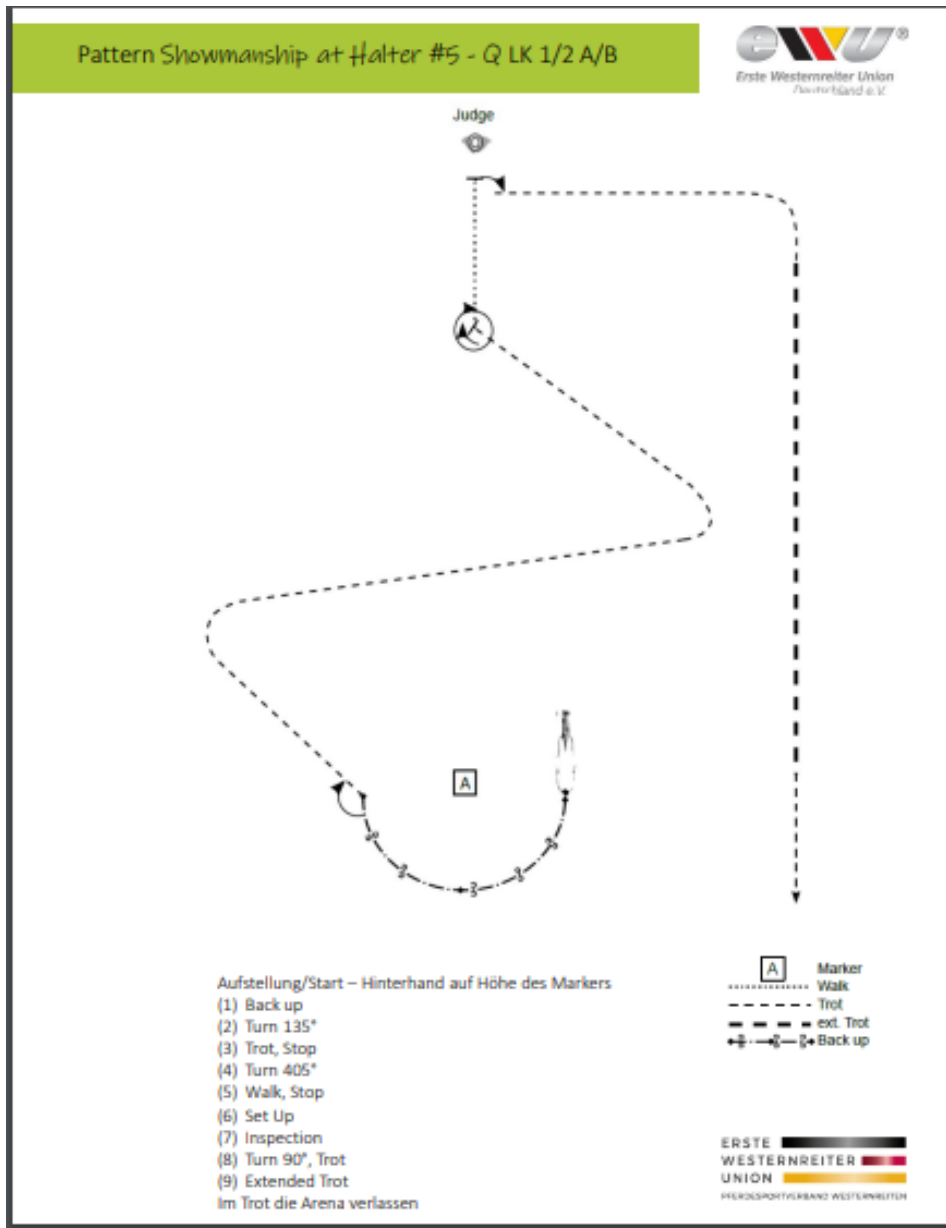 Pattern Showmanship at Halter #5 - Q LK 1/2 A/B
ewu®
Erste Westernreiter Union
Deutschland e.V.
Judge
A
Aufstellung/Start – Hinterhand auf Höhe des Markers
(1) Back up
(2) Turn 135°
(3) Trot, Stop
(4) Turn 405°
(5) Walk, Stop
(6) Set Up
(7) Inspection
(8) Turn 90°, Trot
(9) Extended Trot
Im Trot die Arena verlassen
A Marker
Walk
Trot
ext. Trot
Back up
ERSTE
WESTERNREITER
UNION
PFERDESPORTVERBAND WESTERNREITEN